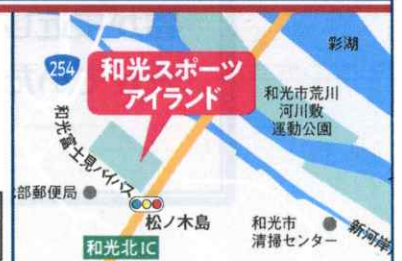 彩湖
254
和光スポーツ
アイランド
和光市荒川
河川敷
運動公園
和光富士見バイパス
部郵便局
松ノ木島
和光市
清掃センター
新河岸
和光北IC